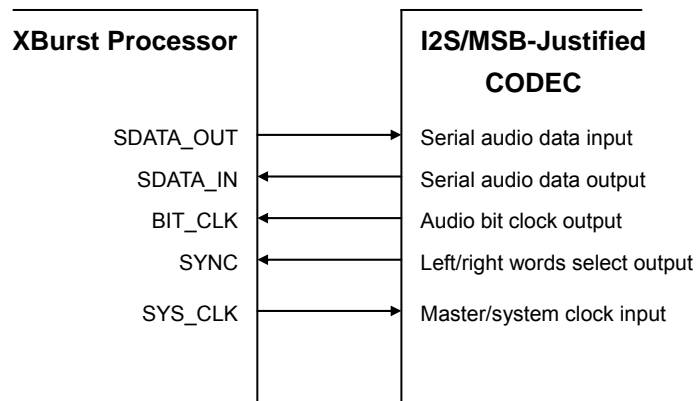 XBurst Processor
I2S/MSB-Justified
CODEC
SDATA_OUT
Serial audio data input
SDATA_IN
Serial audio data output
BIT_CLK
Audio bit clock output
SYNC
Left/right words select output
SYS_CLK
Master/system clock input